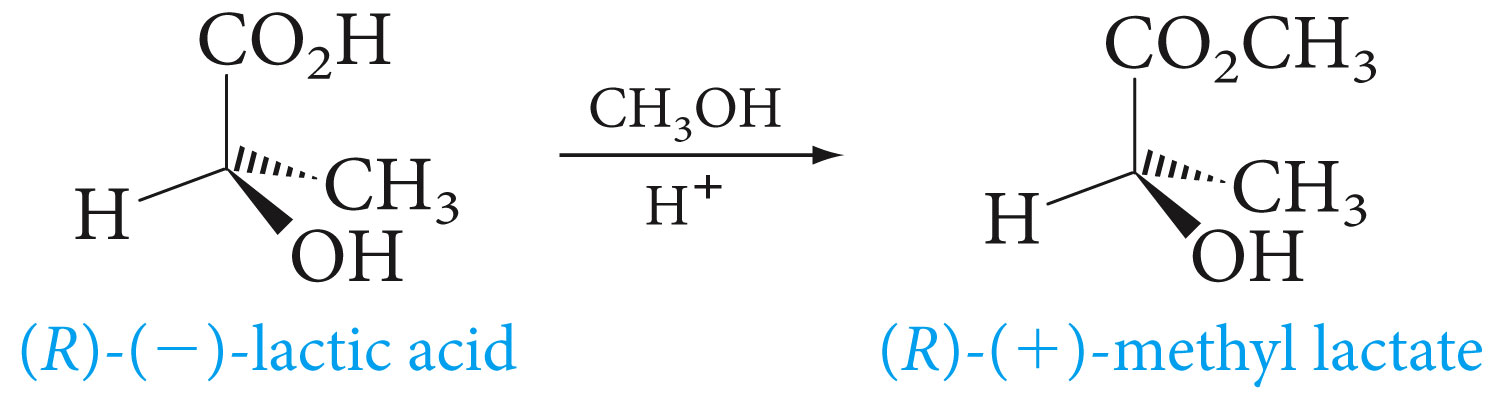 CO₂H
H
CH₃
OH
(R)-(−)-lactic acid
CH₃OH
H⁺
CO₂CH₃
H
CH₃
OH
(R)-(+)-methyl lactate